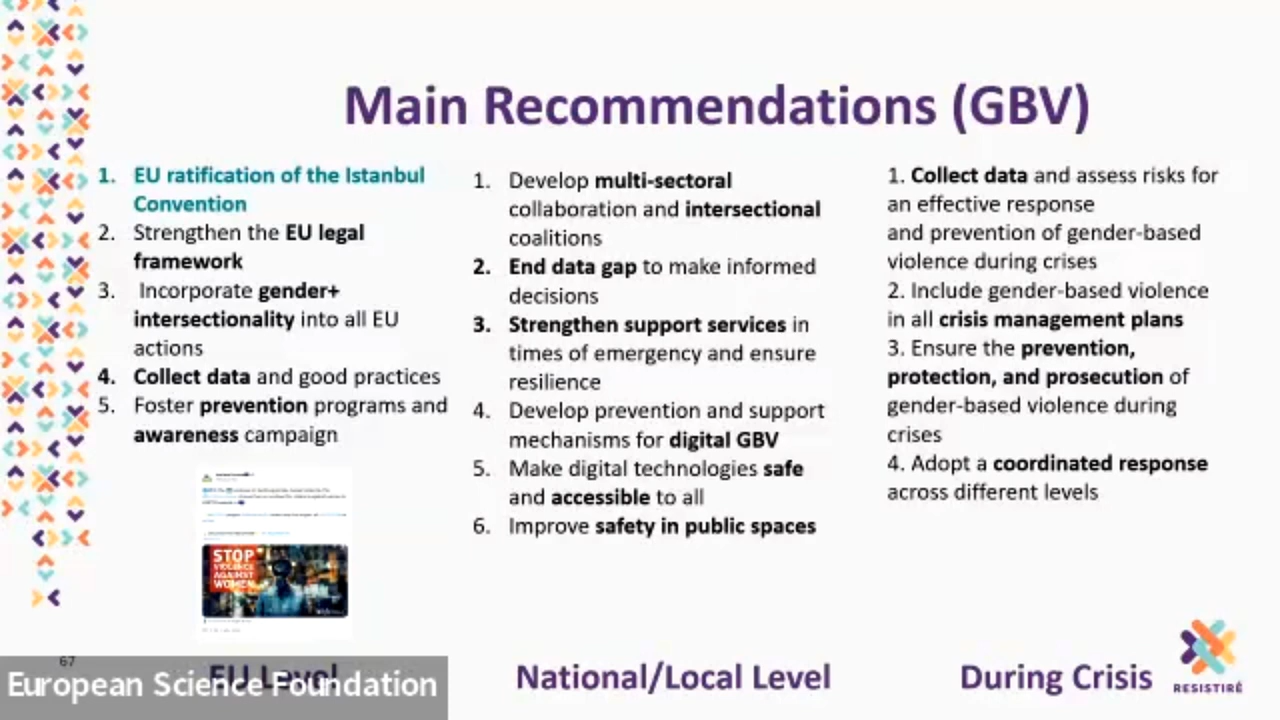 Main Recommendations (GBV)
1. EU ratification of the Istanbul
Convention
2. Strengthen the EU legal
framework
3. Incorporate gender+
intersectionality into all EU
actions
4. Collect data and good practices
5. Foster prevention programs and
awareness campaign
STOP
VIOLENCE
AGAINST
WOMEN
EU Level
1. Develop multi-sectoral
collaboration and intersectional
coalitions
2. End data gap to make informed
decisions
3. Strengthen support services in
times of emergency and ensure
resilience
4. Develop prevention and support
mechanisms for digital GBV
5. Make digital technologies safe
and accessible to all
6. Improve safety in public spaces
National/Local Level
1. Collect data and assess risks for
an effective response
and prevention of gender-based
violence during crises
2. Include gender-based violence
in all crisis management plans
3. Ensure the prevention,
protection, and prosecution of
gender-based violence during
crises
4. Adopt a coordinated response
across different levels
During Crisis
RESISTIRÉ
67
European Science Foundation